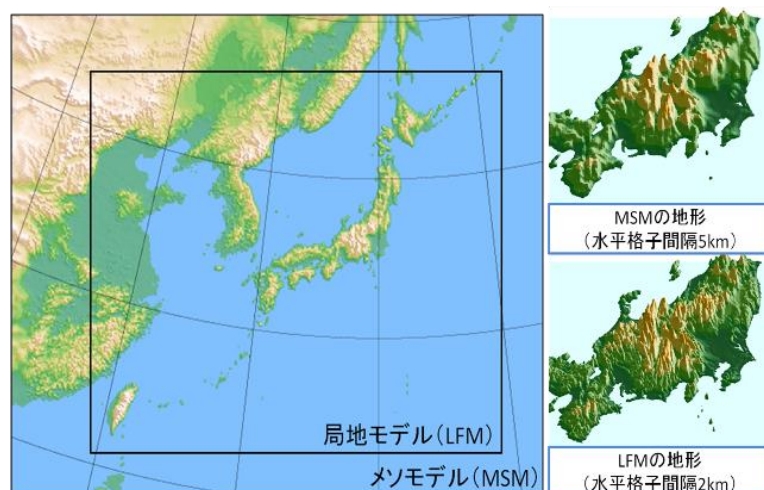 局地モデル(LFM)
メソモデル(MSM)
MSMの地形
(水平格子間隔5km)
LFMの地形
(水平格子間隔2km)